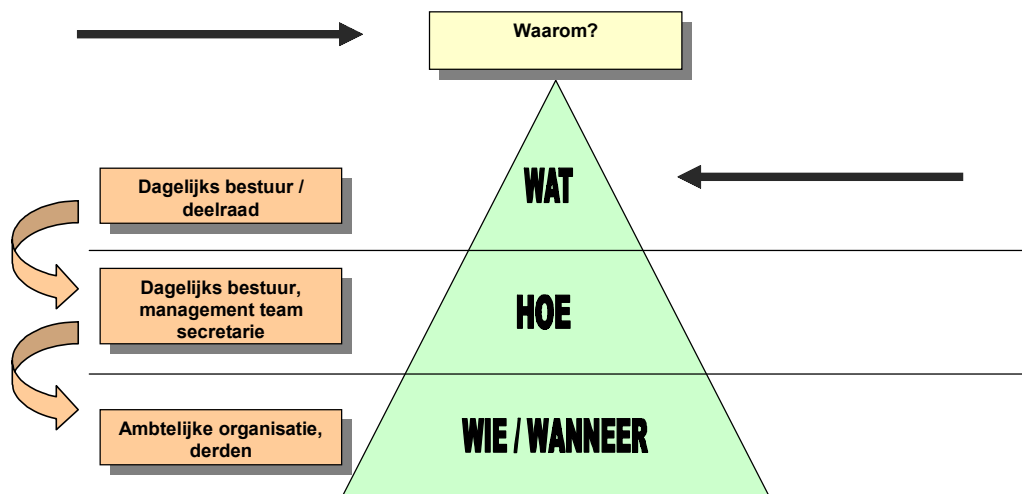 Waarom?
Dagelijks bestuur /
deelraad
WAT
Dagelijks bestuur,
management team
secretarie
HOE
Ambtelijke organisatie,
derden
WIE / WANNEER